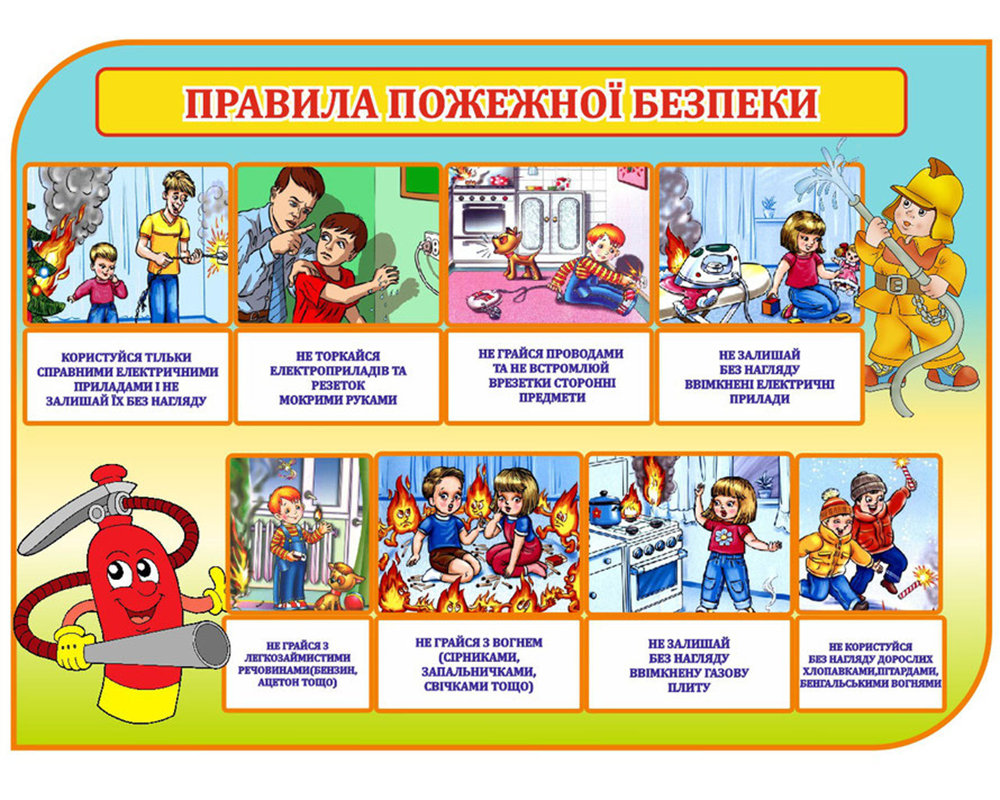 ПРАВИЛА ПОЖЕЖНОЇ БЕЗПЕКИ
КОРИСТУЙСЯ ТІЛЬКИ
СПРАВНИМИ ЕЛЕКТРИЧНИМИ
ПРИЛАДАМИ І НЕ
ЗАЛИШАЙ ЇХ БЕЗ НАГЛЯДУ
НЕ ТОРКАЙСЯ
ЕЛЕКТРОПРИЛАДІВ ТА
РЕЗЕТОК
МОКРИМИ РУКАМИ
НЕ ГРАЙСЯ ПРОВОДАМИ
ТА НЕ ВСТРОМЛЮЙ
ВРЕЗЕТКИ СТОРОННІ
ПРЕДМЕТИ
НЕ ЗАЛИШАЙ
БЕЗ НАГЛЯДУ
ВВІМКНЕНІ ЕЛЕКТРИЧНІ
ПРИЛАДИ
НЕ ГРАЙСЯ З
ЛЕГКОЗАЙМИСТИМИ
РЕЧОВИНАМИ(БЕНЗИН,
АЦЕТОН ТОЩО)
НЕ ГРАЙСЯ З ВОГНЕМ
(СІРНИКАМИ,
ЗАПАЛЬНИЧКАМИ,
СВІЧКАМИ ТОЩО)
НЕ ЗАЛИШАЙ
БЕЗ НАГЛЯДУ
ВВІМКНЕНУ ГАЗОВУ
ПЛИТУ
НЕ КОРИСТУЙСЯ
БЕЗ НАГЛЯДУ ДОРОСЛИХ
ХЛОПАВКАМИ,ПІТАРДАМИ,
БЕНГАЛЬСЬКИМИ ВОГНЯМИ